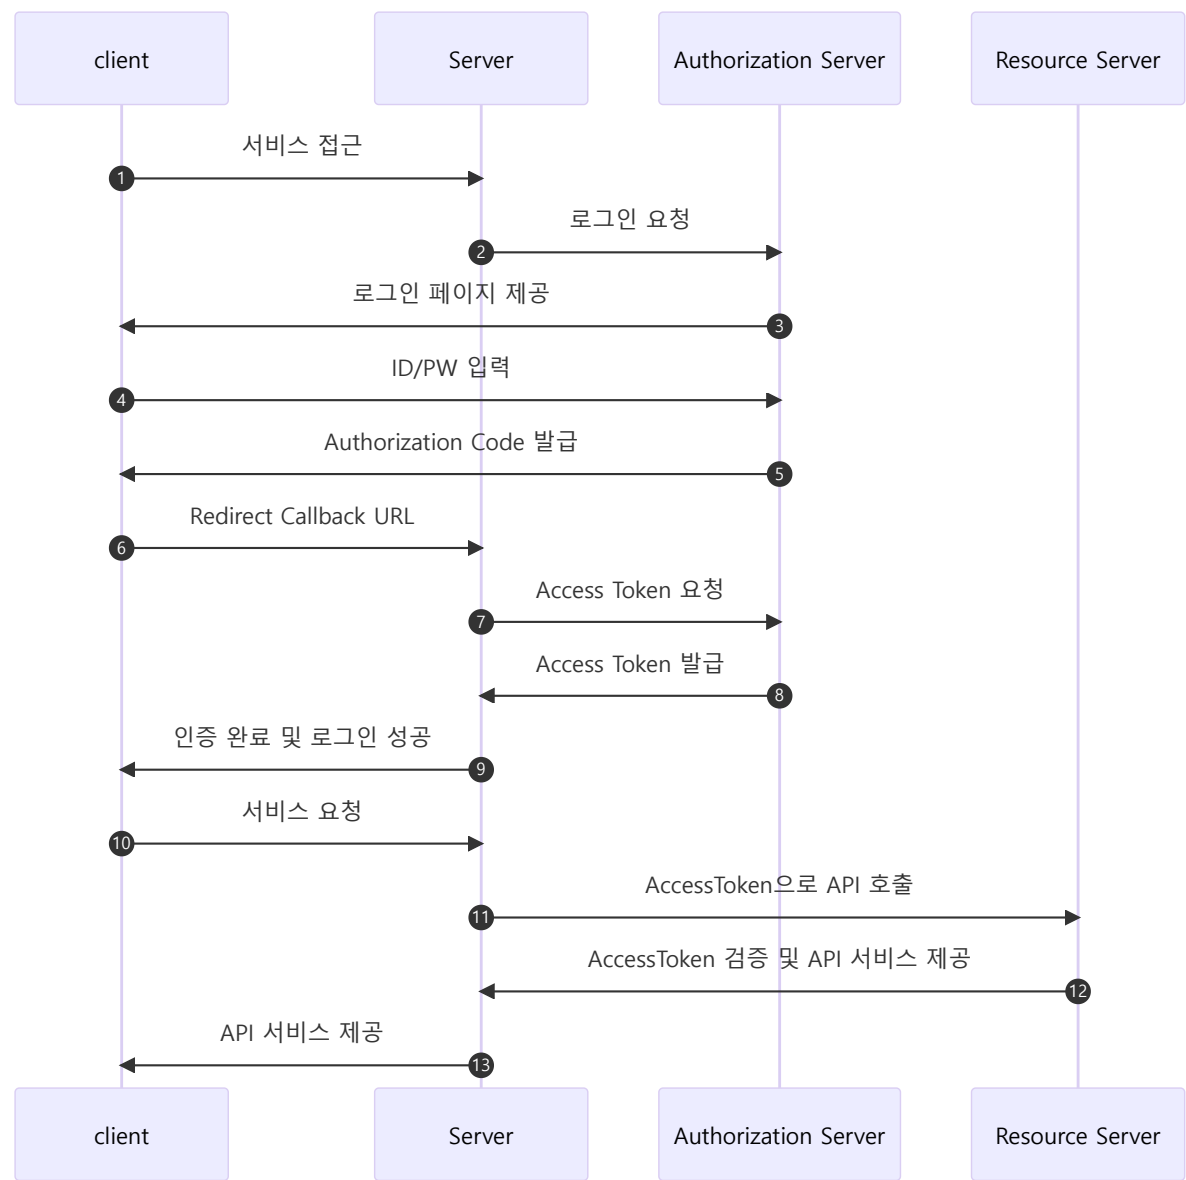 client
Server
Authorization Server
Resource Server
서비스 접근
1
로그인 요청
2
로그인 페이지 제공
3
ID/PW 입력
4
Authorization Code 발급
5
Redirect Callback URL
6
Access Token 요청
7
Access Token 발급
8
인증 완료 및 로그인 성공
9
서비스 요청
10
AccessToken으로 API 호출
11
AccessToken 검증 및 API 서비스 제공
12
API 서비스 제공
13
client
Server
Authorization Server
Resource Server